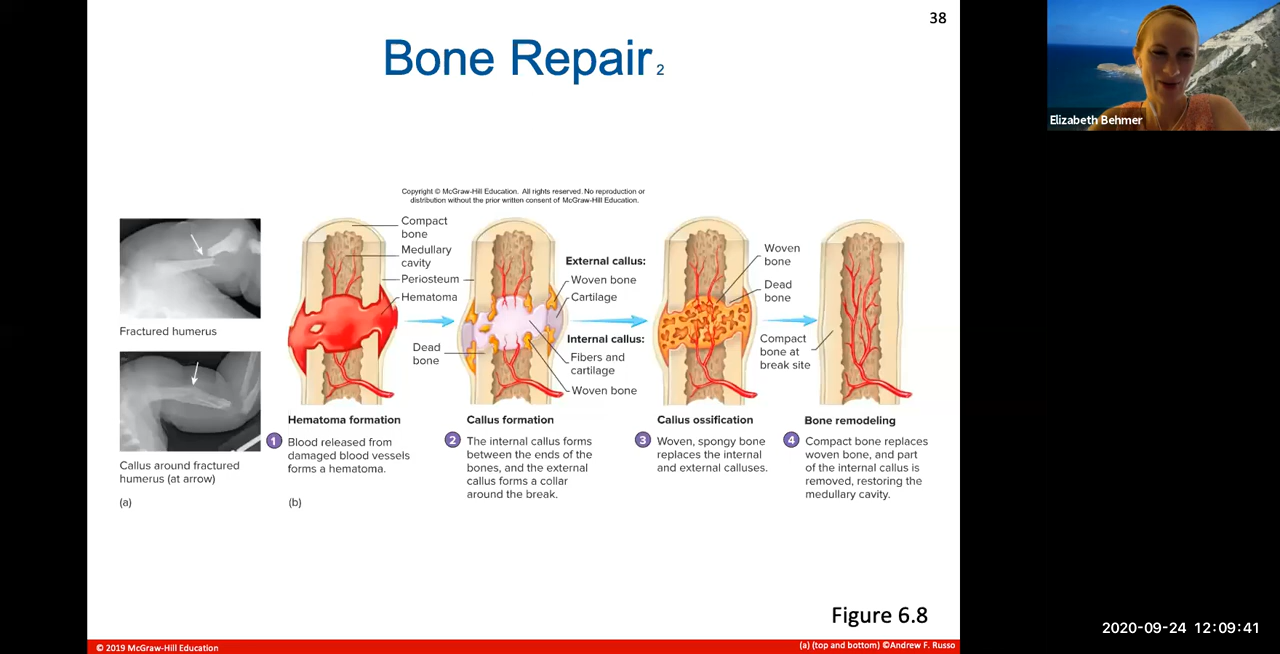 38
Bone Repair 2
Elizabeth Behmer
Copyright © McGraw-Hill Education. All rights reserved. No reproduction or
distribution without the prior written consent of McGraw-Hill Education.
Fractured humerus
Callus around fractured
humerus (at arrow)
(a)
Compact
bone
Medullary
cavity
Periosteum
Hematoma
Dead
bone
External callus:
Woven bone
Cartilage
Internal callus:
Fibers and
cartilage
Woven bone
Woven
bone
Dead
bone
Compact
bone at
break site
Hematoma formation
1 Blood released from
damaged blood vessels
forms a hematoma.
(b)
Callus formation
2 The internal callus forms
between the ends of the
bones, and the external
callus forms a collar
around the break.
Callus ossification
3 Woven, spongy bone
replaces the internal
and external calluses.
Bone remodeling
4 Compact bone replaces
woven bone, and part
of the internal callus is
removed, restoring the
medullary cavity.
Figure 6.8
© 2019 McGraw-Hill Education
(a) (top and bottom) ©Andrew F. Russo
2020-09-24 12:09:41